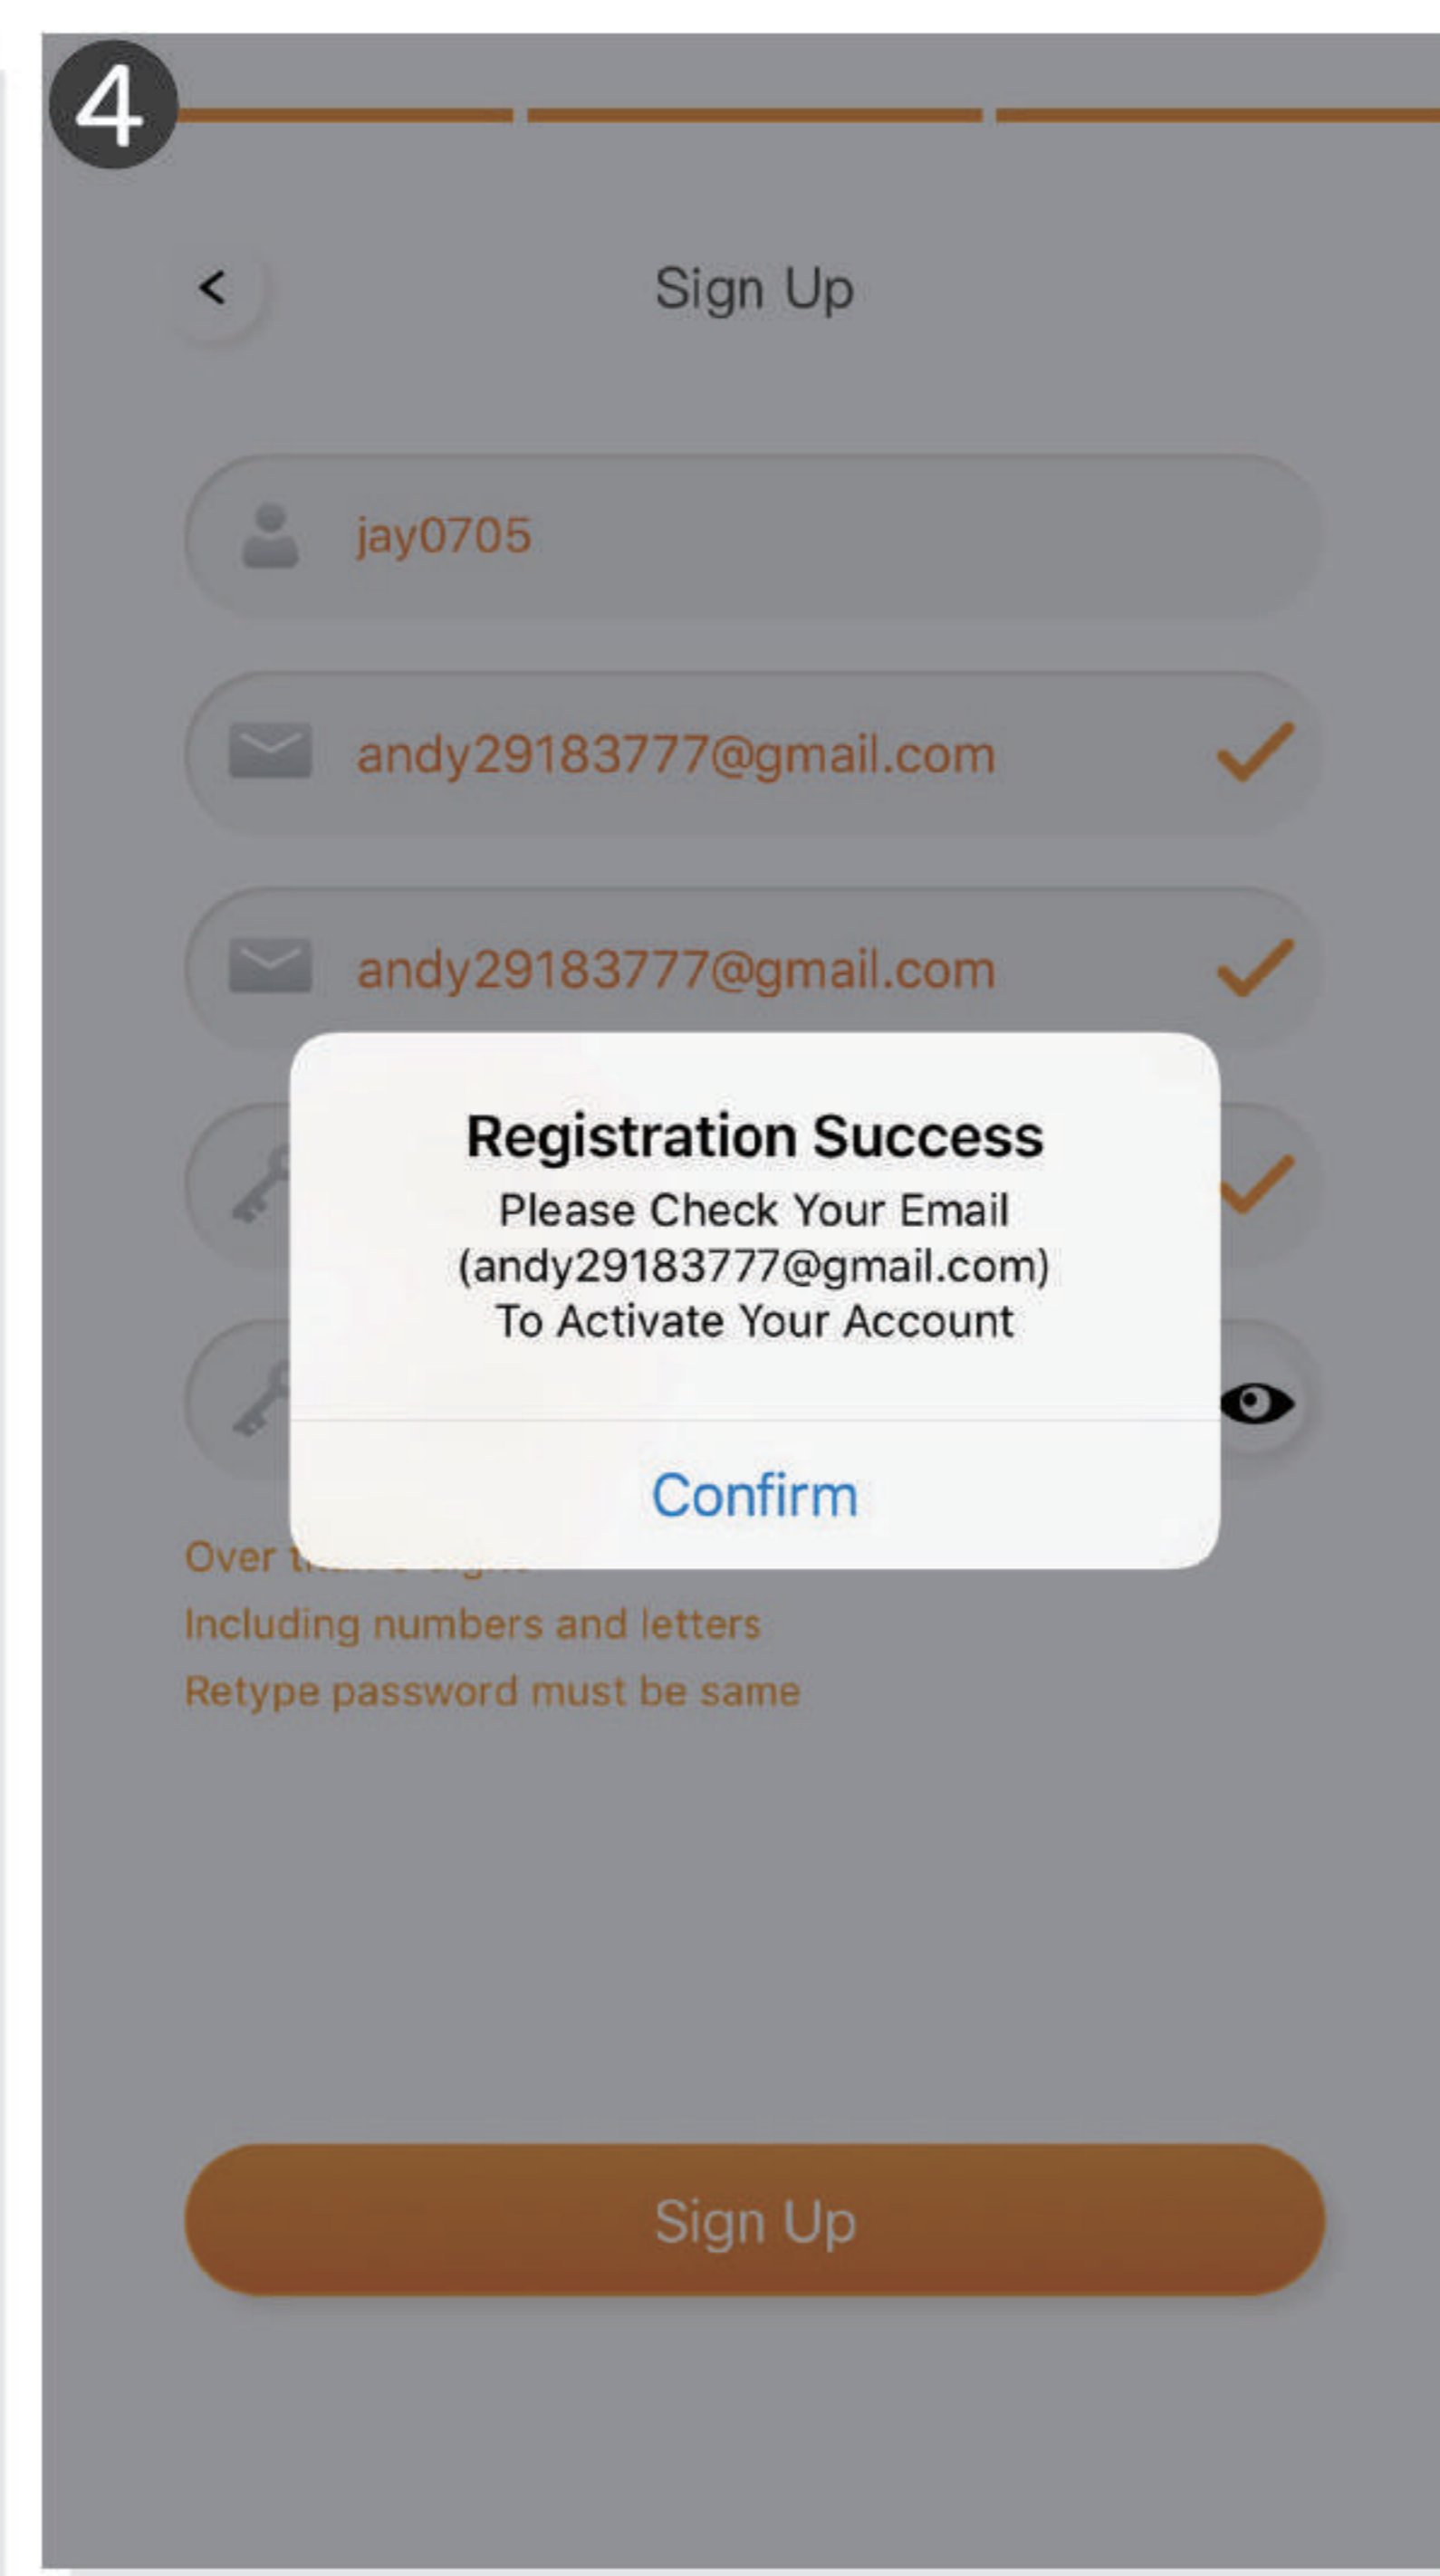 4
Sign Up
jay0705
andy29183777@gmail.com
andy29183777@gmail.com
Registration Success
Please Check Your Email
(andy29183777@gmail.com)
To Activate Your Account
Confirm
Over
Including numbers and letters
Retype password must be same
Sign Up